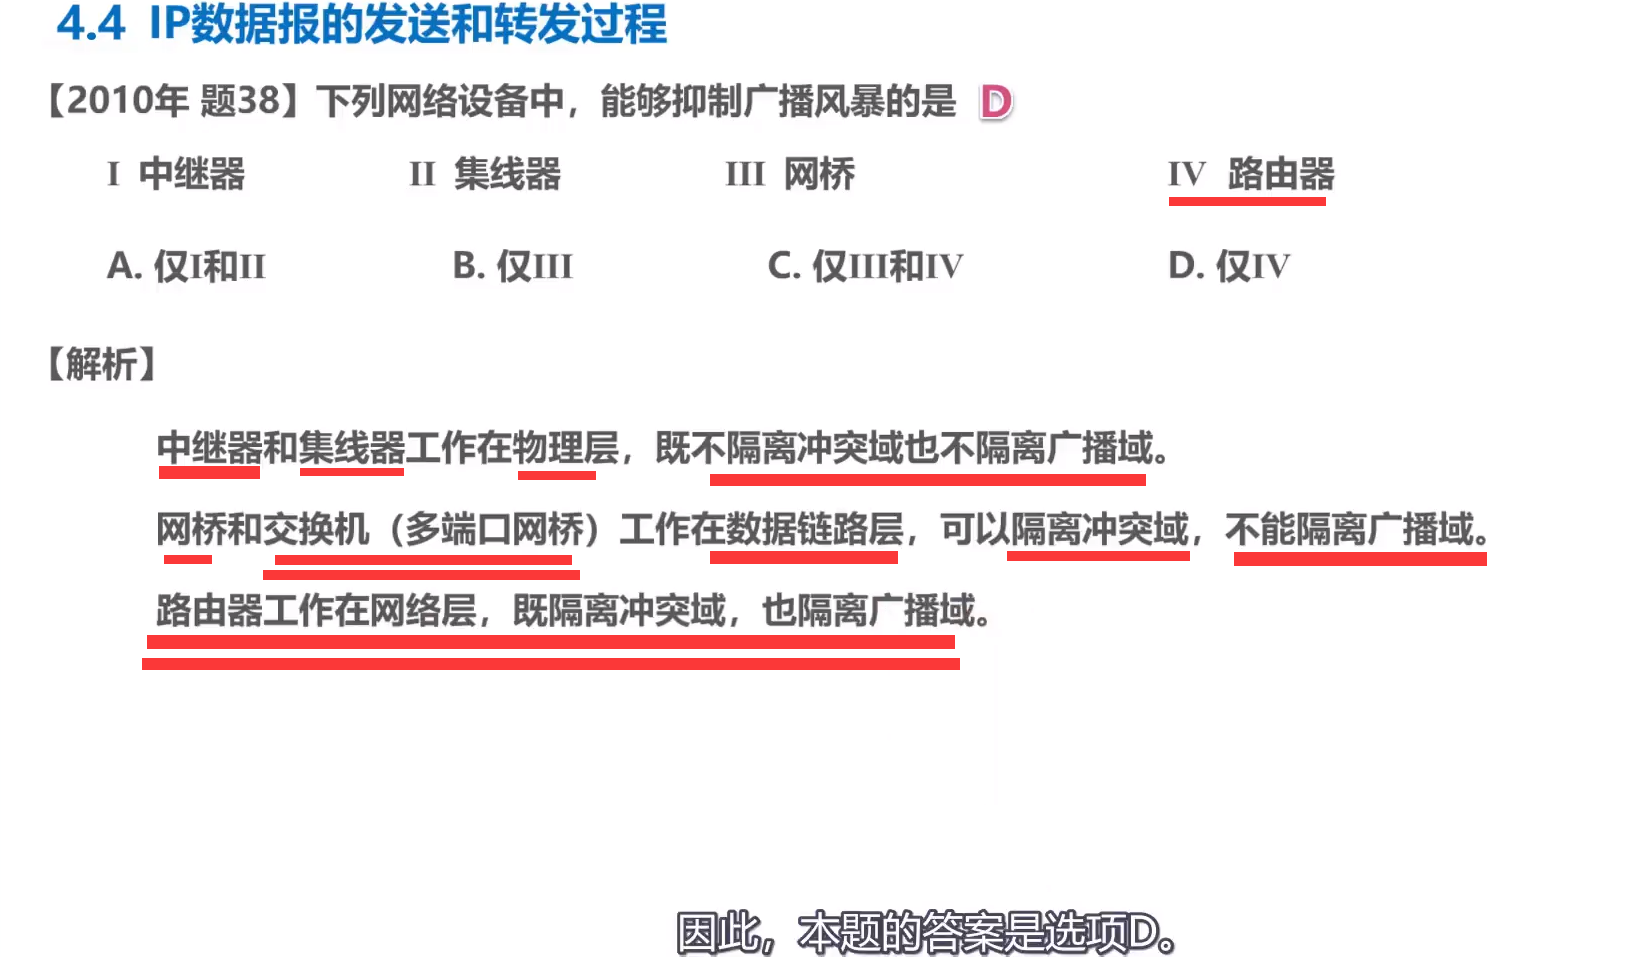 4.4 IP数据报的发送和转发过程
【2010年 题38】下列网络设备中，能够抑制广播风暴的是 D
I 中继器 II 集线器 III 网桥 IV 路由器
A. 仅I和II B. 仅III C. 仅III和IV D. 仅IV
【解析】
中继器和集线器工作在物理层，既不隔离冲突域也不隔离广播域。
网桥和交换机（多端口网桥）工作在数据链路层，可以隔离冲突域，不能隔离广播域。
路由器工作在网络层，既隔离冲突域，也隔离广播域。
因此，本题的答案是选项D。